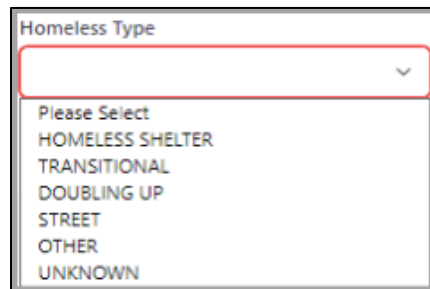 Homeless Type
Please Select
HOMELESS SHELTER
TRANSITIONAL
DOUBLING UP
STREET
OTHER
UNKNOWN